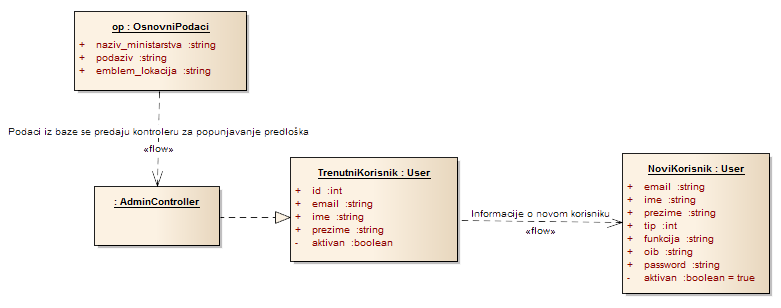 op : OsnovniPodaci
+ naziv_ministarstva :string
+ podaziv :string
+ emblem_lokacija :string
Podaci iz baze se predaju kontroleru za popunjavanje predloška
«flow»
: AdminController
TrenutniKorisnik : User
+ id :int
+ email :string
+ ime :string
+ prezime :string
- aktivan :boolean
Informacije o novom korisniku
«flow»
NoviKorisnik : User
+ email :string
+ ime :string
+ prezime :string
+ tip :int
+ funkcija :string
+ oib :string
+ password :string
- aktivan :boolean = true